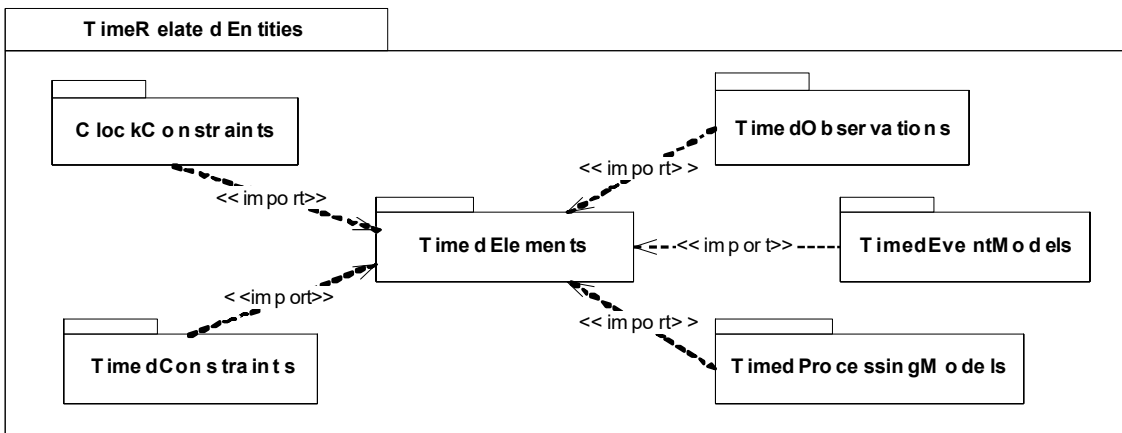 TimeRelatedEntities
ClockConstraints
TimedObservations
<<import>>
<<import>>
TimedElements
<<import>>
TimedEventModels
<<import>>
<<import>>
TimedConstraints
TimedProcessingModels